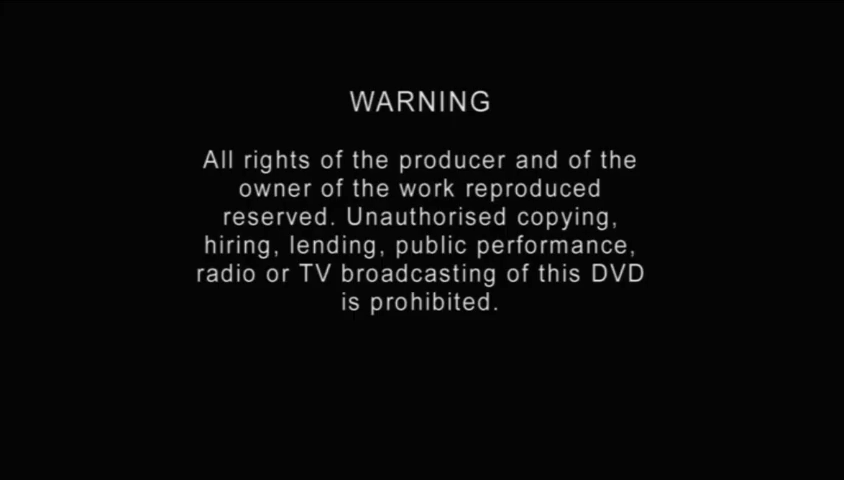 WARNING
All rights of the producer and of the
owner of the work reproduced
reserved. Unauthorised copying,
hiring, lending, public performance,
radio or TV broadcasting of this DVD
is prohibited.